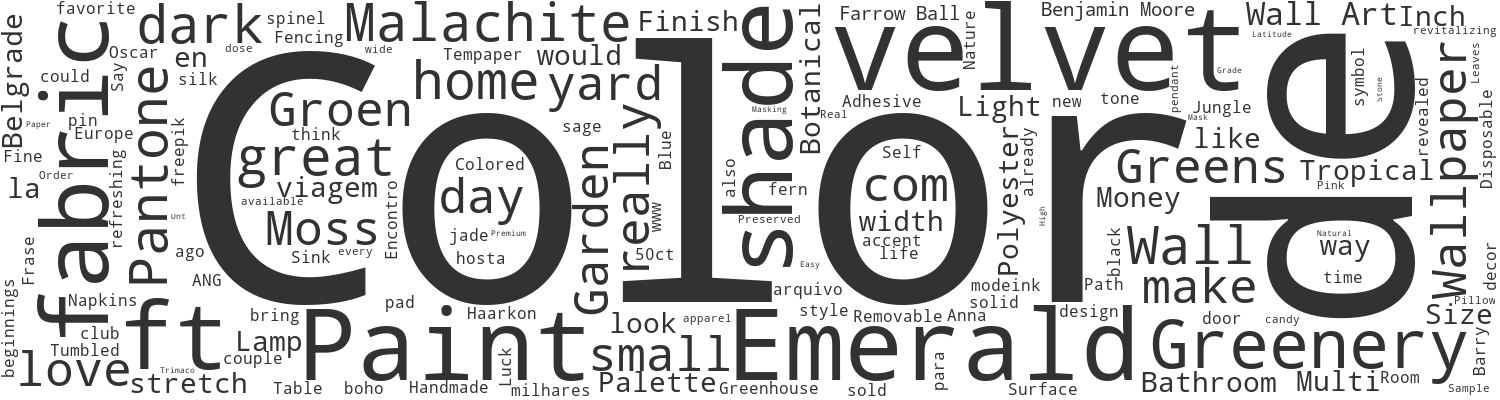 favorite
spinel
Malachite
Finish
Farrow Ball
Benjamin Moore
Wall Art
Inch
dark
Fencing
Oscar
dose
wide
Tempaper
would
Botanical
velvet
Nature
Latitude
revitalizing
Belgrade
fabric
could
Say
en
silk
home
yard
shade
Grade
symbol
Stone
Leaves
Paper
pin
Europe
Pantone
Color
Groen
think
great
sage
Masking
Adhesive
Real
Light
new
tone
pendant
Jungle
Mask
like
de
revealed
Wallpaper
Disposable
Fine
Order
la
refreshing
freepik
viagem
available
Encontro
Colored
day
Garden
really
Blue
www
also
fern
Self
com
width
accent
life
Polyester
already
Greens
Tropical
Pink
Money
High
Unt
Moss
Sink
every
jade
Premium
hosta
Preserved
Easy
black
Wall
Natural
way
time
Frase
ago
ANG
5Oct
arquivo
modeink
solid
Path
make
decor
beginnings
Napkins
ft
bring
pad
Haarkon
Paint
look
apparel
Emerald
style
Removable
Anna
design
door
candy
Pillow
Size
club
Tumbled
love
Lamp
couple
Trimaco
stretch
Table
boho
Handmade
Luck
milhares
small
Palette
Greenhouse
sold
para
Surface
Greenery
Bathroom
Multi
Room
Barry
Sample